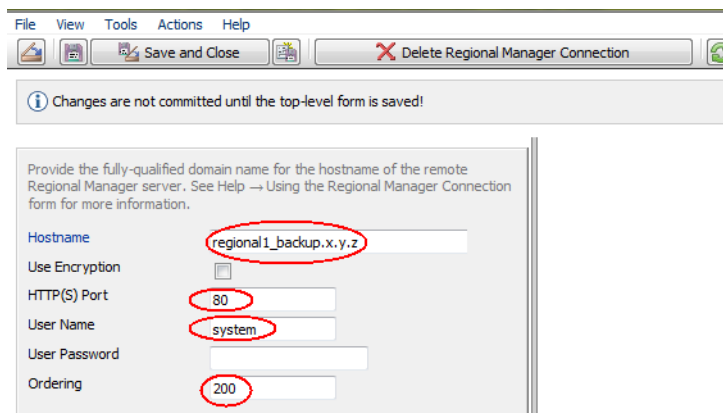 File View Tools Actions Help
Save and Close Delete Regional Manager Connection
Changes are not committed until the top-level form is saved!
Provide the fully-qualified domain name for the hostname of the remote
Regional Manager server. See Help → Using the Regional Manager Connection
form for more information.
Hostname regional1_backup.x.y.z
Use Encryption
HTTP(S) Port 80
User Name system
User Password
Ordering 200